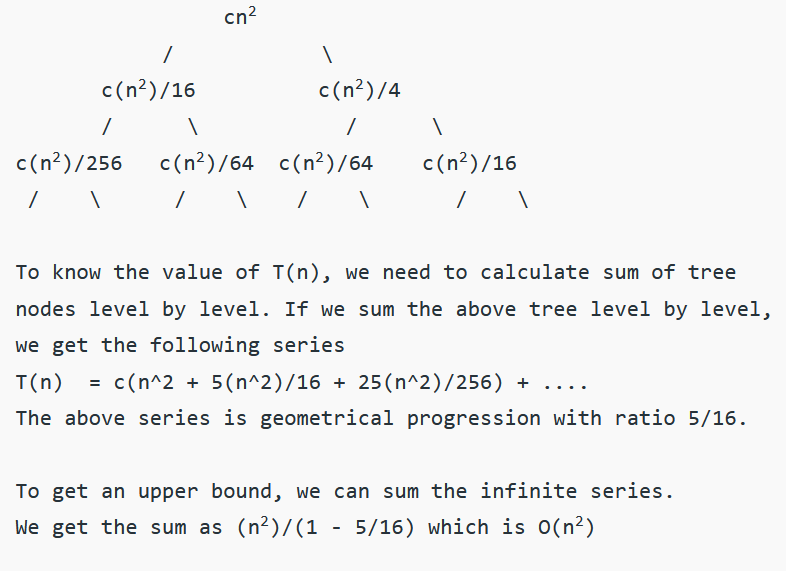 cn²
/ \
c(n²)/16 c(n²)/4
/ \ / \
c(n²)/256 c(n²)/64 c(n²)/64 c(n²)/16
/ \ / \ / \ / \
To know the value of T(n), we need to calculate sum of tree
nodes level by level. If we sum the above tree level by level,
we get the following series
T(n) = c(n^2 + 5(n^2)/16 + 25(n^2)/256) + ....
The above series is geometrical progression with ratio 5/16.
To get an upper bound, we can sum the infinite series.
We get the sum as (n²)/(1 - 5/16) which is O(n²)